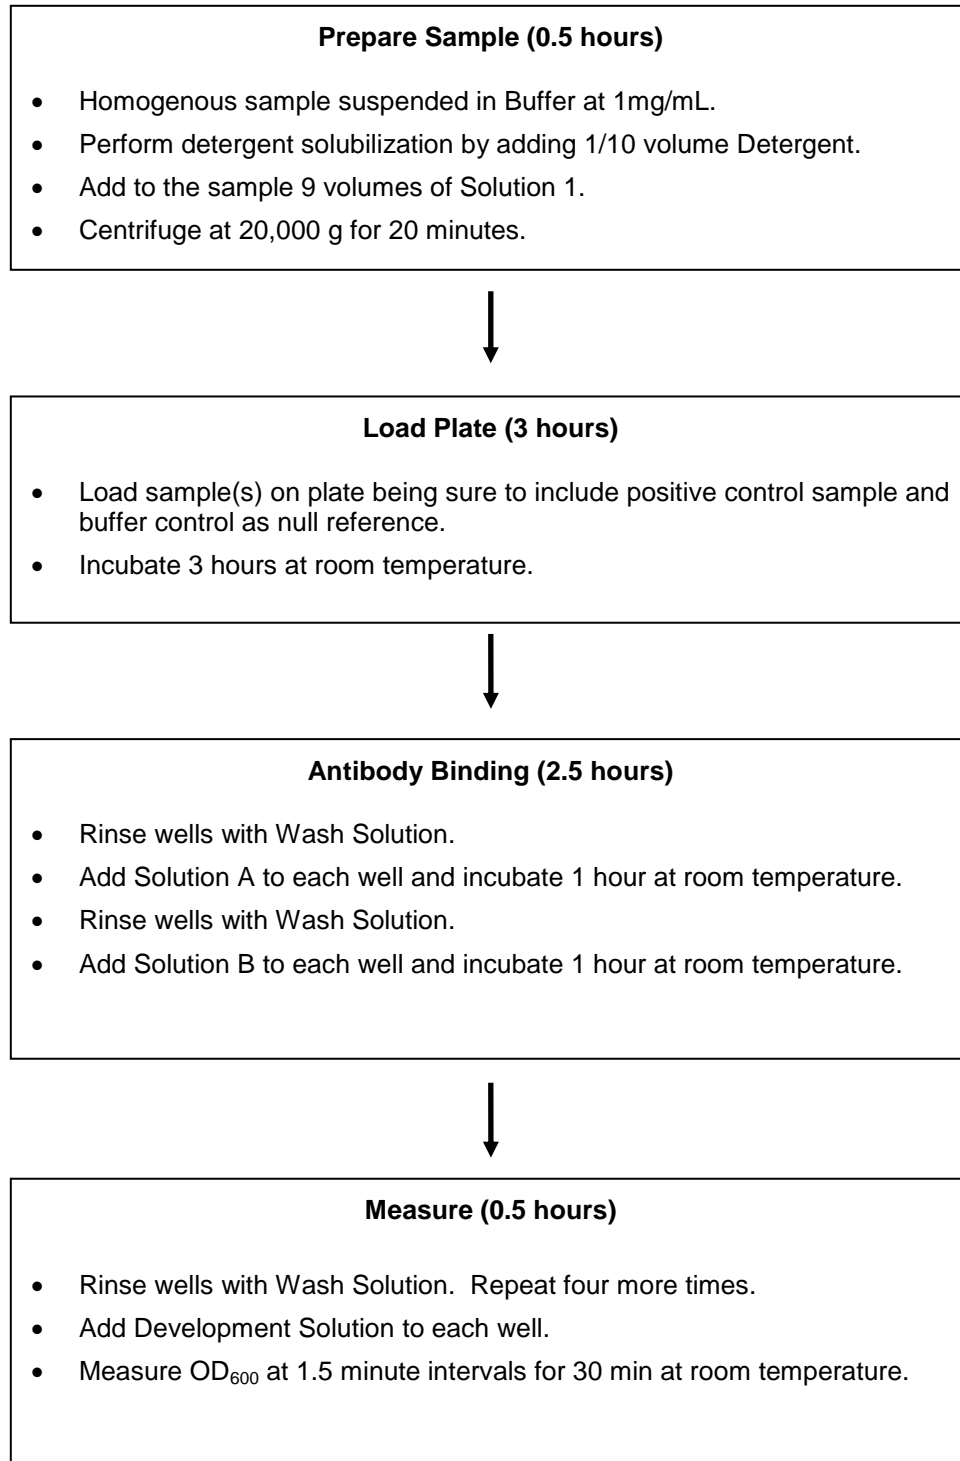 Prepare Sample (0.5 hours)
• Homogenous sample suspended in Buffer at 1mg/mL.
• Perform detergent solubilization by adding 1/10 volume Detergent.
• Add to the sample 9 volumes of Solution 1.
• Centrifuge at 20,000 g for 20 minutes.
Load Plate (3 hours)
• Load sample(s) on plate being sure to include positive control sample and
buffer control as null reference.
• Incubate 3 hours at room temperature.
Antibody Binding (2.5 hours)
• Rinse wells with Wash Solution.
• Add Solution A to each well and incubate 1 hour at room temperature.
• Rinse wells with Wash Solution.
• Add Solution B to each well and incubate 1 hour at room temperature.
Measure (0.5 hours)
• Rinse wells with Wash Solution. Repeat four more times.
• Add Development Solution to each well.
• Measure OD600 at 1.5 minute intervals for 30 min at room temperature.